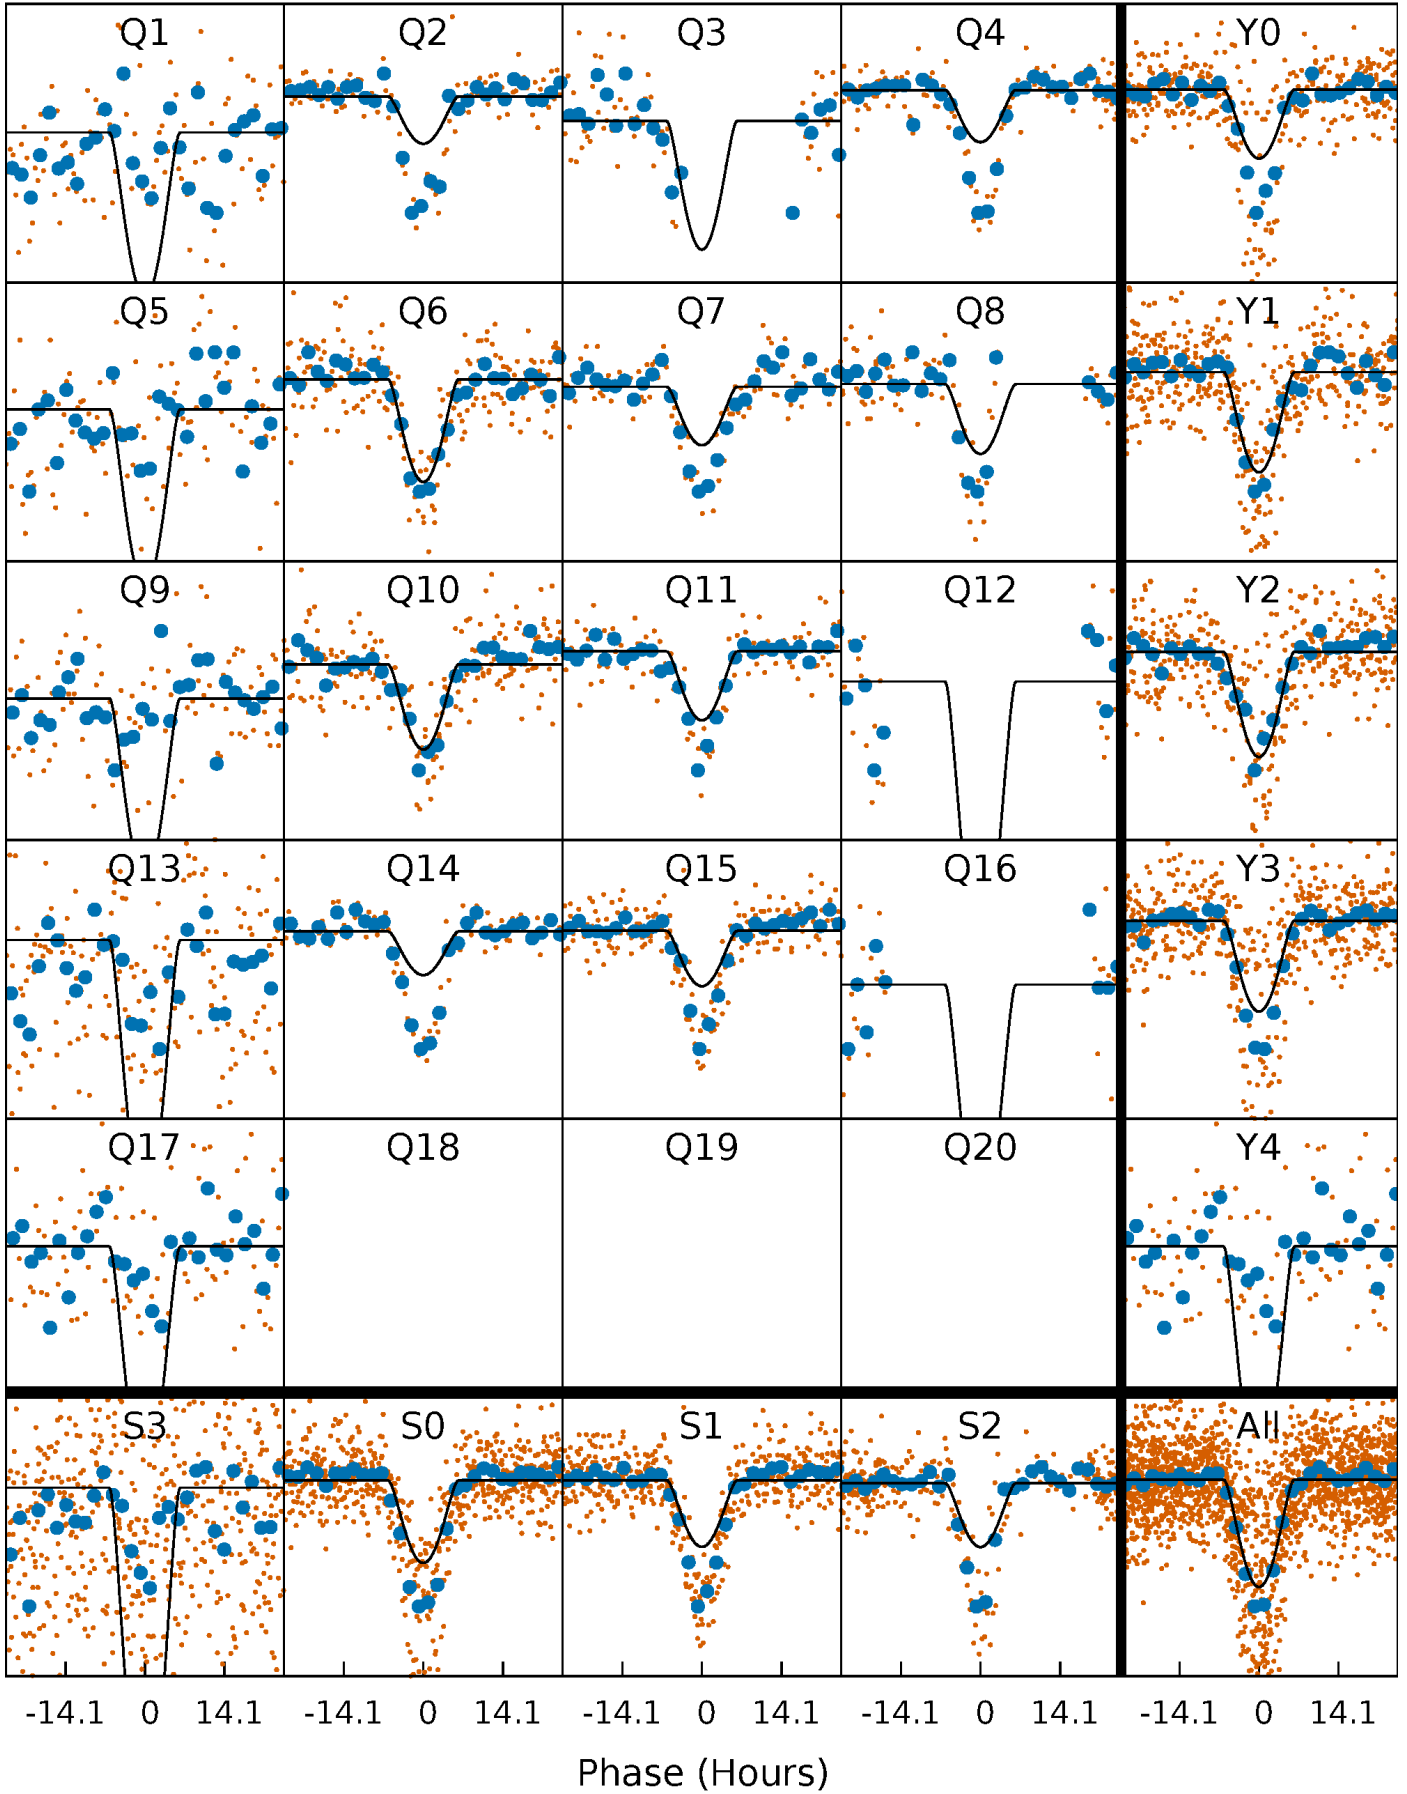 Q1 Q2 Q3 Q4 Y0
Q5 Q6 Q7 Q8 Y1
Q9 Q10 Q11 Q12 Y2
Q13 Q14 Q15 Q16 Y3
Q17 Q18 Q19 Q20 Y4
S3 S0 S1 S2 All
-14.1 0 14.1 -14.1 0 14.1 -14.1 0 14.1 -14.1 0 14.1 -14.1 0 14.1
Phase (Hours)